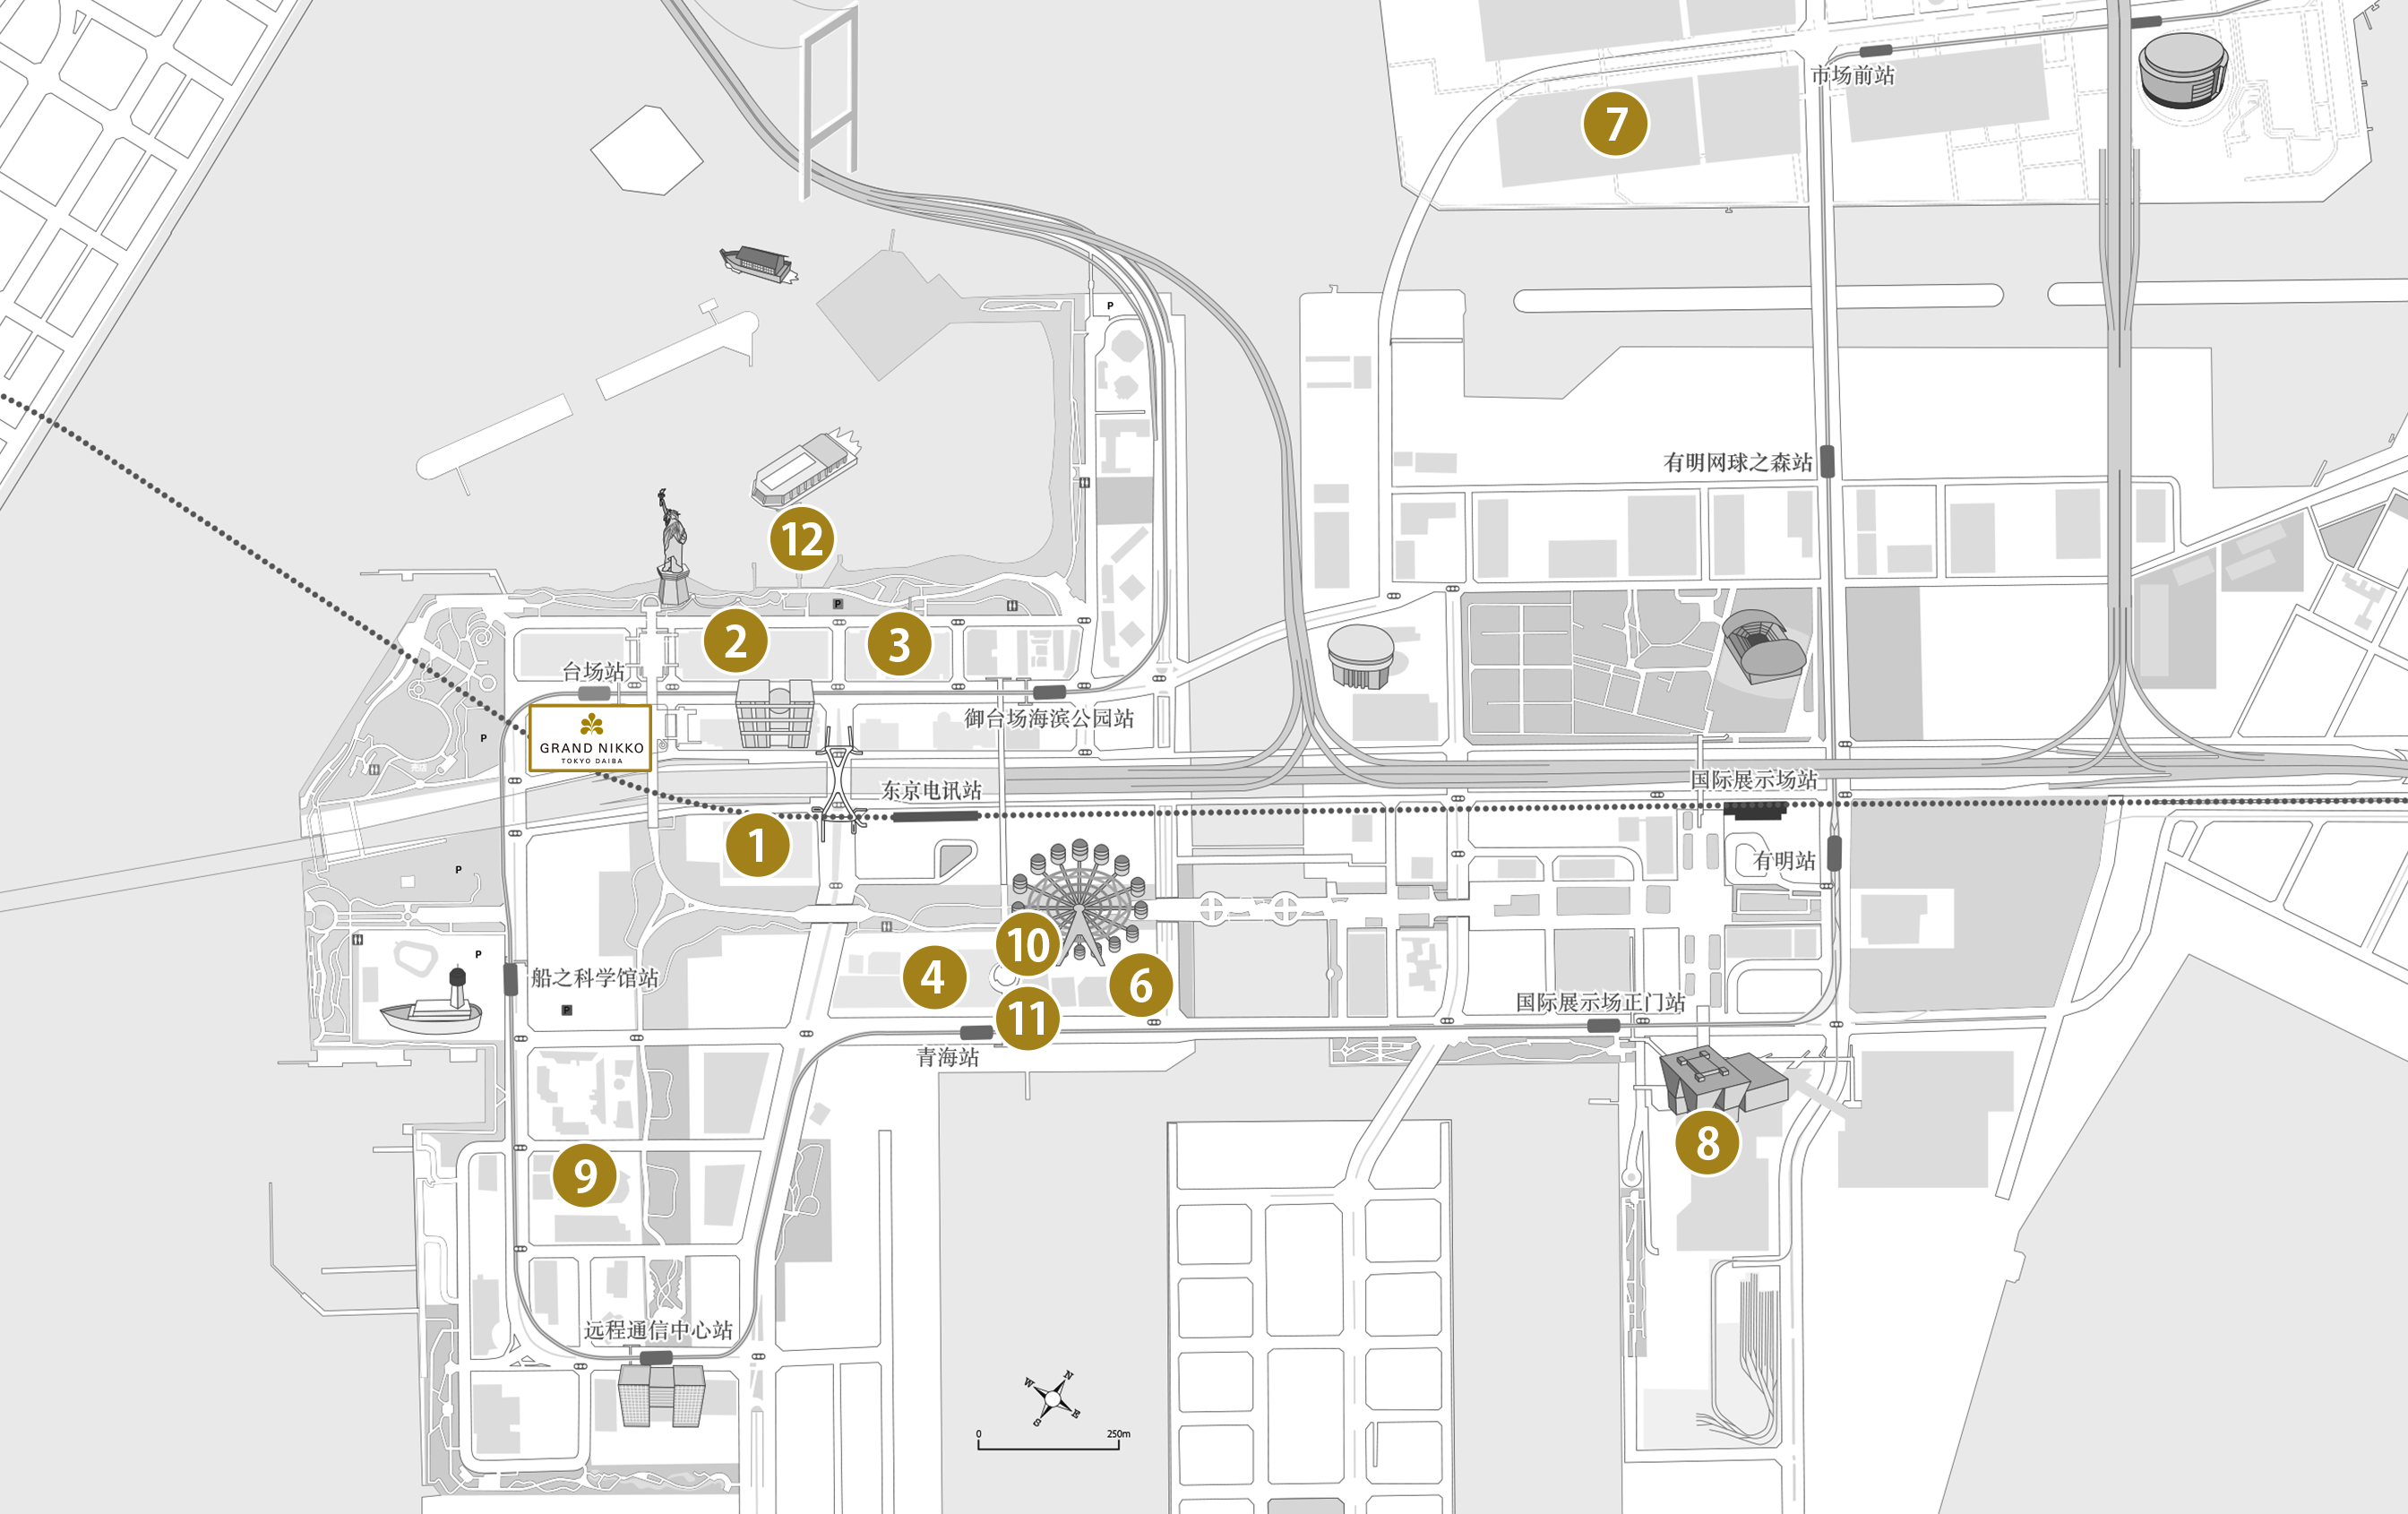 市场前站
7
P
有明网球之森站
12
P
2
3
台场站
御台场海滨公园站
GRAND NIKKO
TOKYO DAIBA
P
东京电讯站
国际展示场站
1
有明站
P
10
P
船之科学馆站
4
6
国际展示场正门站
P
11
青海站
8
9
远程通信中心站
N
W
E
S
0
250m